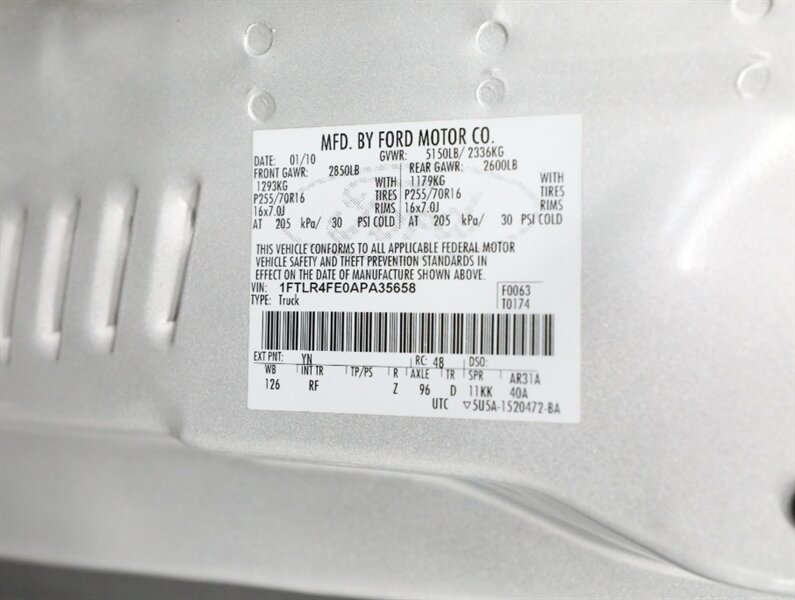 MFD. BY FORD MOTOR CO.
DATE: 01/10 GVWR: 5150LB/ 2336KG
FRONT GAWR: 2850LB REAR GAWR: 2600LB
1293KG WITH 1179KG WITH
P255/70R16 TIRES P255/70R16 TIRES
16x7.0J RIMS 16x7.0J RIMS
AT 205 kPa/ 30 PSI COLD AT 205 kPa/ 30 PSI COLD
THIS VEHICLE CONFORMS TO ALL APPLICABLE FEDERAL MOTOR
VEHICLE SAFETY AND THEFT PREVENTION STANDARDS IN
EFFECT ON THE DATE OF MANUFACTURE SHOWN ABOVE.
VIN: 1FTLR4FE0APA35658 F0063
TYPE: Truck T0174
EXT PNT: YN RC: 48 DSO:
WB INT TR TP/PS R AXLE TR SPR AR31A
126 RF Z 96 D 11KK 40A
UTC ▽5U5A-1520472-BA